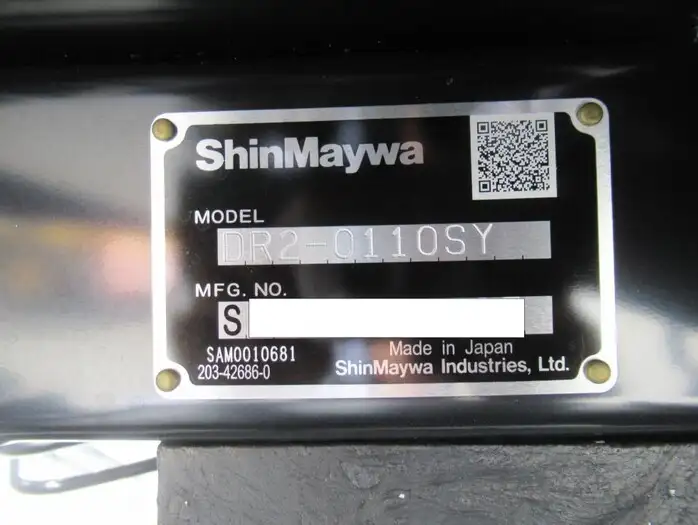 ShinMaywa
MODEL
DR2-0110SY
MFG. NO.
S
SAM0010681
203-42686-0
Made in Japan
ShinMaywa Industries, Ltd.